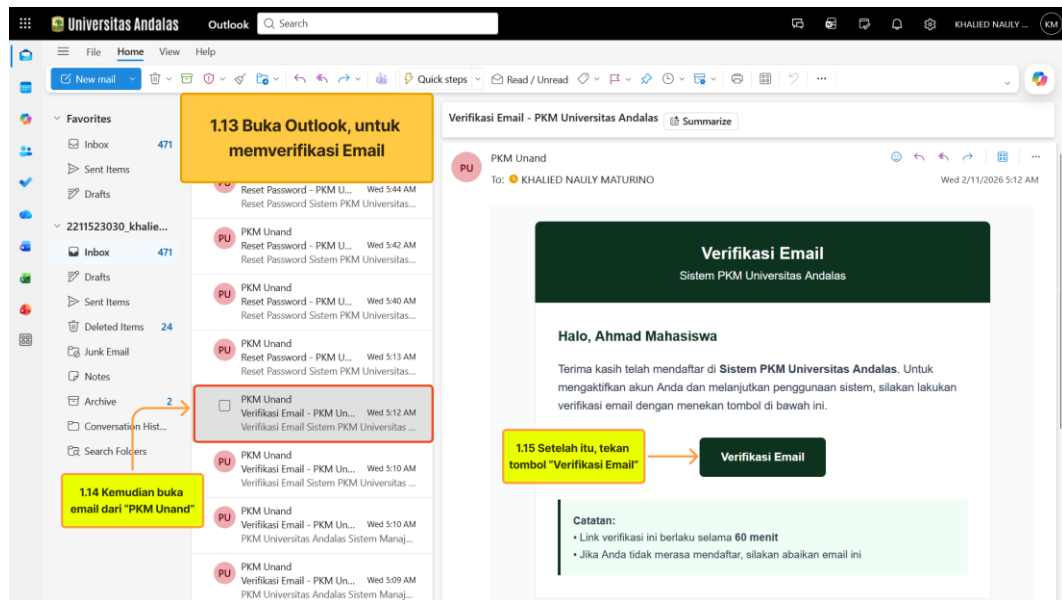 Universitas Andalas
Outlook
Search
KHALIED NAULY ...
KM
File Home View Help
New mail
Quick steps
Read / Unread
Favorites
Inbox 471
Sent Items
Drafts
2211523030_khalie...
Inbox 471
Drafts
Sent Items
Deleted Items 24
Junk Email
Notes
Archive 2
Conversation Hist...
Search Folders
1.13 Buka Outlook, untuk
memverifikasi Email
1.14 Kemudian buka
email dari "PKM Unand"
PU
Reset Password - PKM U... Wed 5:44 AM
Reset Password Sistem PKM Universitas...
PU
PKM Unand
Reset Password - PKM U... Wed 5:42 AM
Reset Password Sistem PKM Universitas...
PU
PKM Unand
Reset Password - PKM U... Wed 5:40 AM
Reset Password Sistem PKM Universitas...
PU
PKM Unand
Reset Password - PKM U... Wed 5:13 AM
Reset Password Sistem PKM Universitas...
PKM Unand
Verifikasi Email - PKM Un... Wed 5:12 AM
Verifikasi Email Sistem PKM Universitas ...
PU
PKM Unand
Verifikasi Email - PKM Un... Wed 5:10 AM
Verifikasi Email Sistem PKM Universitas ...
PU
PKM Unand
Verifikasi Email - PKM Un... Wed 5:10 AM
PKM Universitas Andalas Sistem Manaj...
PU
PKM Unand
Verifikasi Email - PKM Un... Wed 5:09 AM
PKM Universitas Andalas Sistem Manaj...
Verifikasi Email - PKM Universitas Andalas
Summarize
PU
PKM Unand
To: KHALIED NAULY MATURINO
Wed 2/11/2026 5:12 AM
Verifikasi Email
Sistem PKM Universitas Andalas
Halo, Ahmad Mahasiswa
Terima kasih telah mendaftar di Sistem PKM Universitas Andalas. Untuk
mengaktifkan akun Anda dan melanjutkan penggunaan sistem, silakan lakukan
verifikasi email dengan menekan tombol di bawah ini.
1.15 Setelah itu, tekan
tombol "Verifikasi Email"
Verifikasi Email
Catatan:
• Link verifikasi ini berlaku selama 60 menit
• Jika Anda tidak merasa mendaftar, silakan abaikan email ini